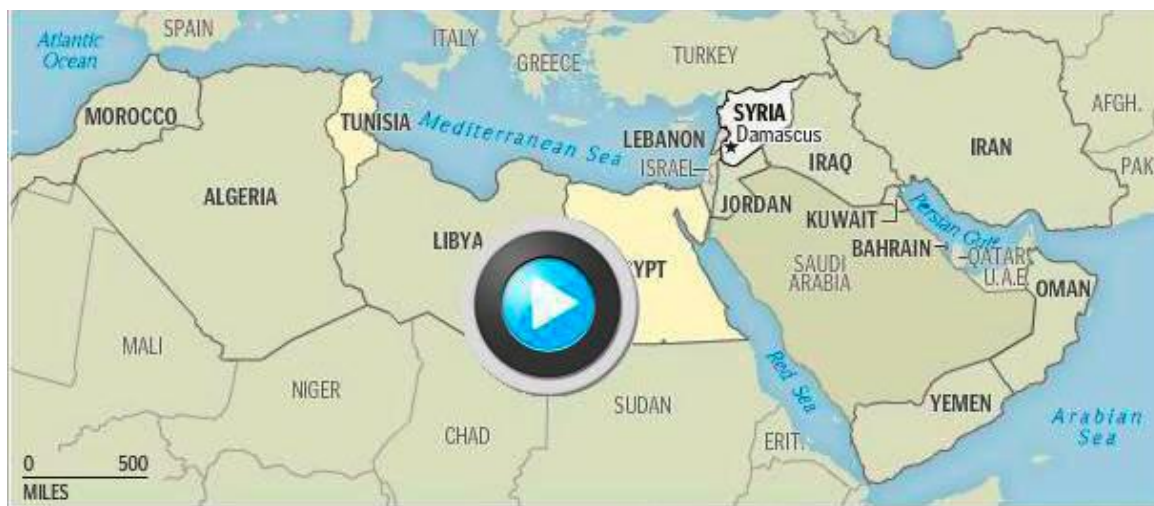 SPAIN
Atlantic
Ocean
ITALY
GREECE
TURKEY
AFGH.
MOROCCO
TUNISIA
Mediterranean Sea
LEBANON
SYRIA
Damascus
ISRAEL
IRAQ
IRAN
PAK
ALGERIA
LIBYA
YPT
JORDAN
KUWAIT
BAHRAIN
Persian Gulf
QATAR
U.A.E
SAUDI
ARABIA
OMAN
MALI
NIGER
CHAD
SUDAN
Red Sea
ERIT.
YEMEN
Arabian
Sea
0 500
MILES